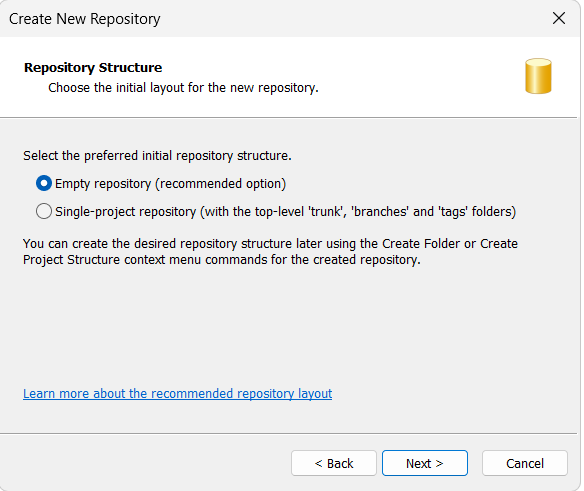 Create New Repository
Repository Structure
Choose the initial layout for the new repository.
Select the preferred initial repository structure.
Empty repository (recommended option)
Single-project repository (with the top-level 'trunk', 'branches' and 'tags' folders)
You can create the desired repository structure later using the Create Folder or Create
Project Structure context menu commands for the created repository.
Learn more about the recommended repository layout
< Back
Next >
Cancel